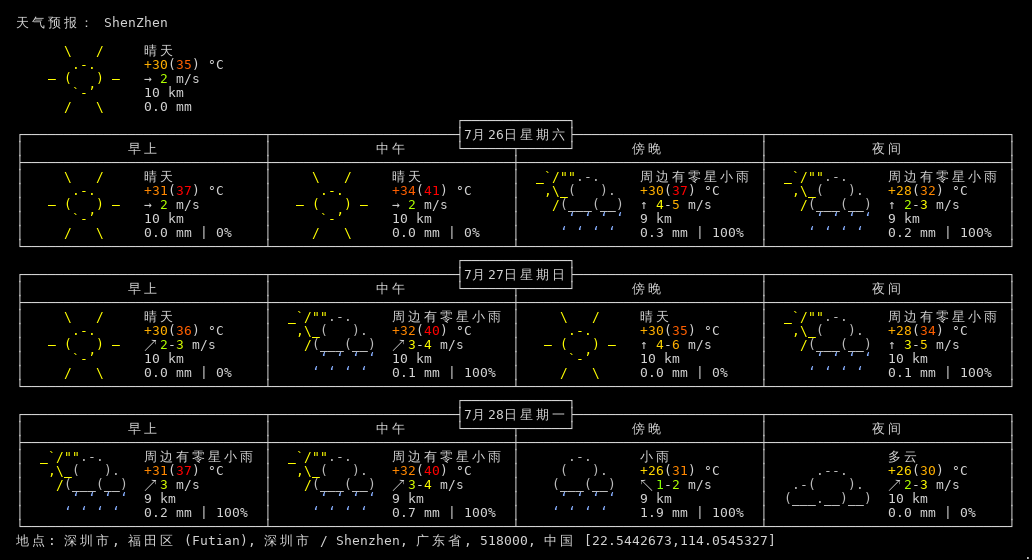 天气预报： ShenZhen
晴天
+30(35) °C
→ 2 m/s
10 km
0.0 mm
7月26日星期六
早上 中午 傍晚 夜间
晴天 晴天 周边有零星小雨 周边有零星小雨
+31(37) °C +34(41) °C +30(37) °C +28(32) °C
→ 2 m/s → 2 m/s ↑ 4-5 m/s ↑ 2-3 m/s
10 km 10 km 9 km 9 km
0.0 mm | 0% 0.0 mm | 0% 0.3 mm | 100% 0.2 mm | 100%
7月27日星期日
早上 中午 傍晚 夜间
晴天 周边有零星小雨 晴天 周边有零星小雨
+30(36) °C +32(40) °C +30(35) °C +28(34) °C
↗ 2-3 m/s ↗ 3-4 m/s ↑ 4-6 m/s ↑ 3-5 m/s
10 km 10 km 10 km 10 km
0.0 mm | 0% 0.1 mm | 100% 0.0 mm | 0% 0.1 mm | 100%
7月28日星期一
早上 中午 傍晚 夜间
周边有零星小雨 周边有零星小雨 小雨 多云
+31(37) °C +32(40) °C +26(31) °C +26(30) °C
↗ 3 m/s ↗ 3-4 m/s ↖ 1-2 m/s ↗ 2-3 m/s
9 km 9 km 9 km 10 km
0.2 mm | 100% 0.7 mm | 100% 1.9 mm | 100% 0.0 mm | 0%
地点: 深圳市, 福田区 (Futian), 深圳市 / Shenzhen, 广东省, 518000, 中国 [22.5442673,114.0545327]